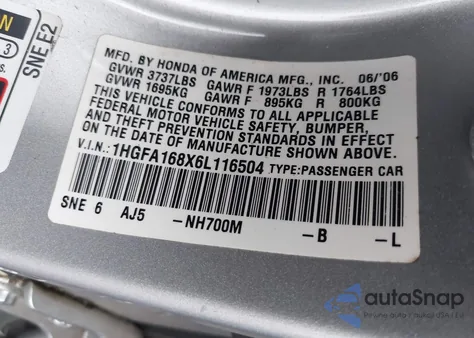 N
3
s.
SNE E2
MFD. BY HONDA OF AMERICA MFG., INC. 06/'06
GVWR 3737LBS GAWR F 1973LBS R 1764LBS
GVWR 1695KG GAWR F 895KG R 800KG
THIS VEHICLE CONFORMS TO ALL APPLICABLE
FEDERAL MOTOR VEHICLE SAFETY, BUMPER,
AND THEFT PREVENTION STANDARDS IN EFFECT
ON THE DATE OF MANUFACTURE SHOWN ABOVE.
V.I.N.: 1HGFA168X6L116504 TYPE:PASSENGER CAR
SNE 6 AJ5 -NH700M -B -L
autoSnap